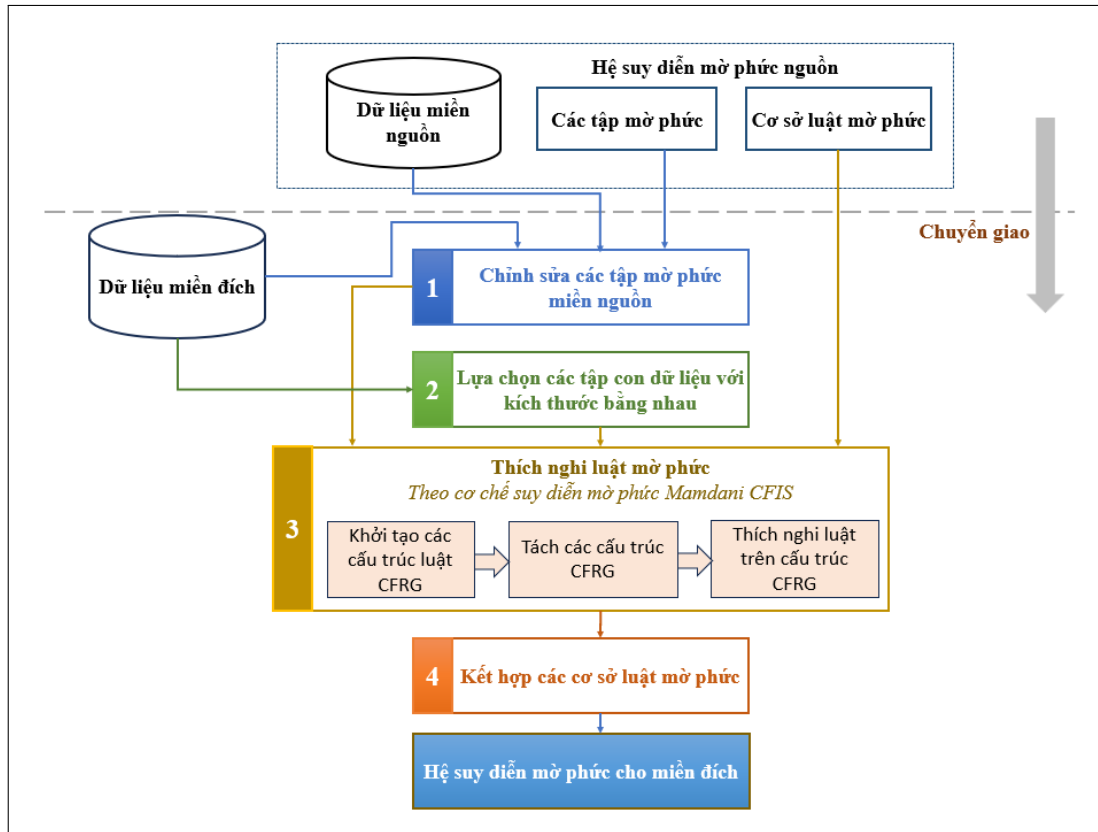 Hệ suy diễn mờ phức nguồn
Dữ liệu miền
nguồn
Các tập mờ phức
Cơ sở luật mờ phức
Chuyển giao
Dữ liệu miền đích
1
Chỉnh sửa các tập mờ phức
miền nguồn
2
Lựa chọn các tập con dữ liệu với
kích thước bằng nhau
3
Thích nghi luật mờ phức
Theo cơ chế suy diễn mờ phức Mamdani CFIS
Khởi tạo các
cấu trúc luật
CFRG
Tách các cấu trúc
CFRG
Thích nghi luật
trên cấu trúc
CFRG
4
Kết hợp các cơ sở luật mờ phức
Hệ suy diễn mờ phức cho miền đích